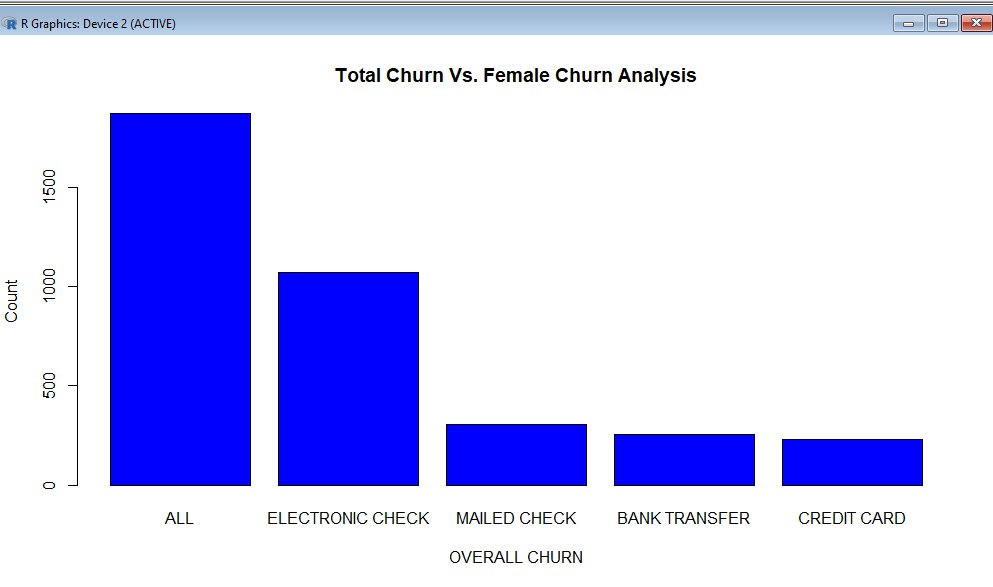 R Graphics: Device 2 (ACTIVE)
Total Churn Vs. Female Churn Analysis
Count
1500
1000
500
0
ALL ELECTRONIC CHECK MAILED CHECK BANK TRANSFER CREDIT CARD
OVERALL CHURN